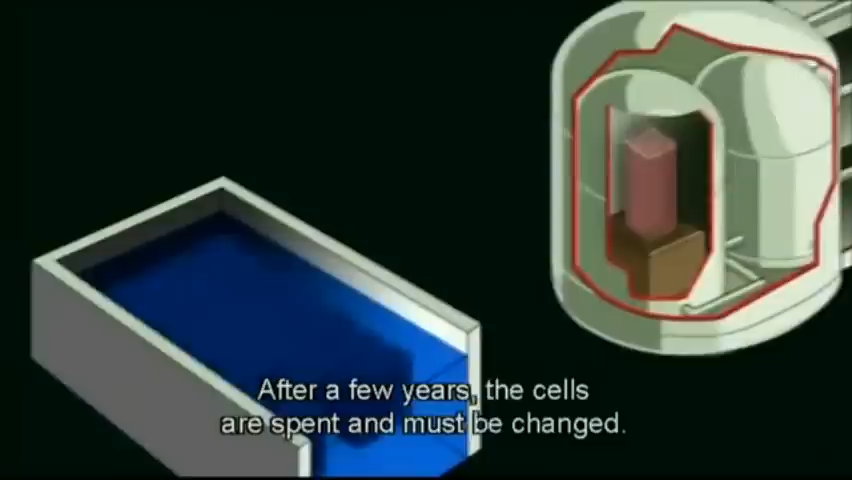 After a few years, the cells
are spent and must be changed.